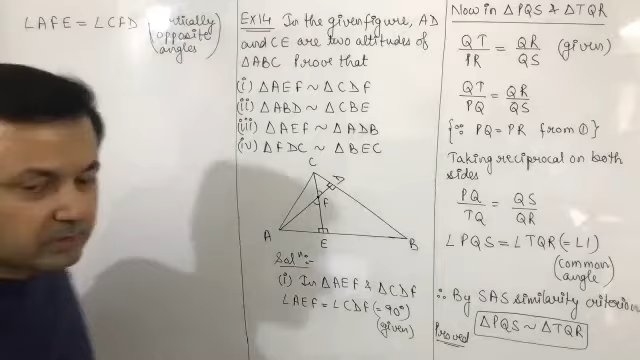 ∠AFE = ∠CFD (vertically opposite angles)
EX14 In the given figure, AD
and CE are two altitudes of
△ABC Prove that
(i) △AEF ~ △CDF
(ii) △ABD ~ △CBE
(iii) △AEF ~ △ADB
(iv) △FDC ~ △BEC
C
D
F
A
E
B
Solⁿ:-
(i) In △AEF & △CDF
∠AEF = ∠CDF (=90°)
(given)
Now in △PQS & △TQR
QT/PR = QR/QS (given)
QT/PQ = QR/QS
{∵ PQ = PR from ①}
Taking reciprocal on both
sides
PQ/TQ = QS/QR
∠PQS = ∠TQR (=∠1)
(common angle)
∴ By SAS similarity criterion
△PQS ~ △TQR
Proved